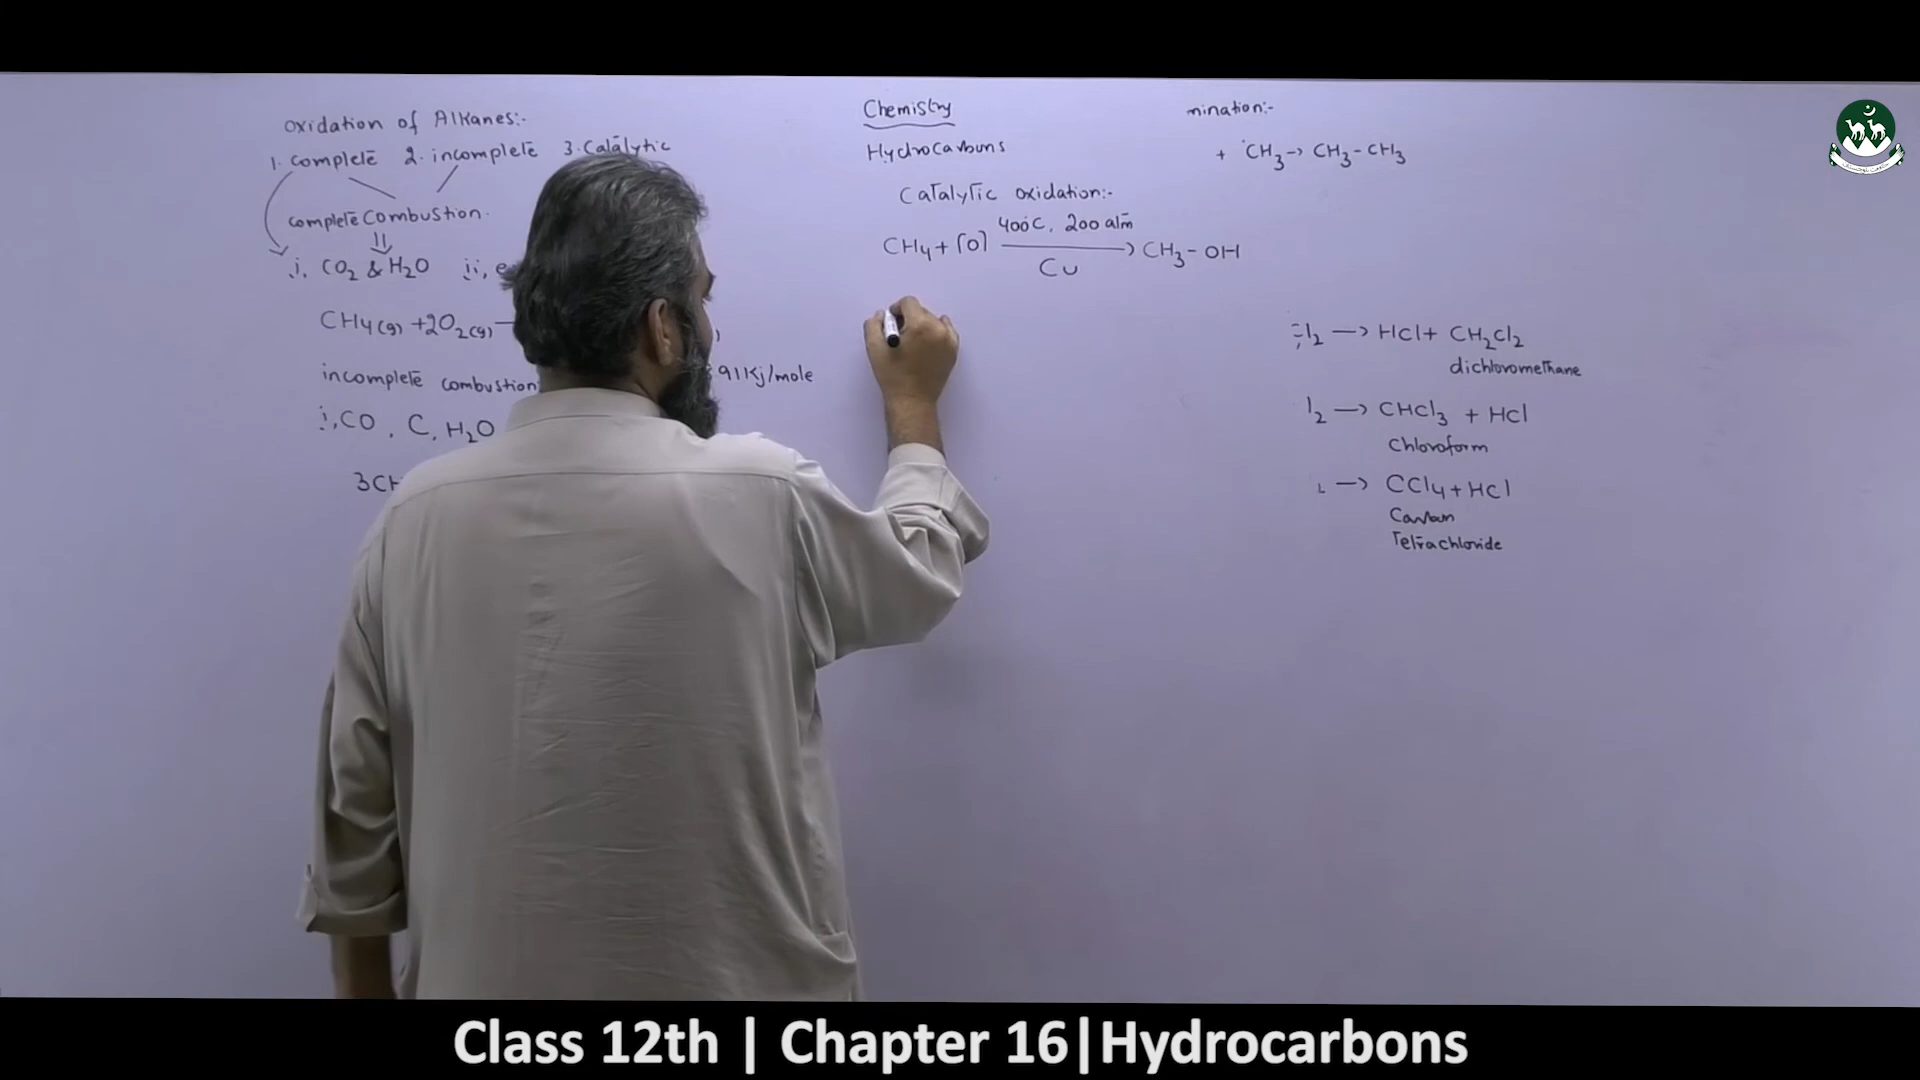 Oxidation of Alkanes:-
1. complete 2. incomplete 3. Catalytic
complete Combustion.
i, CO₂ & H₂O ii,
CH₄(g) + 2O₂(g)
91Kj/mole
incomplete combustion
i, CO, C, H₂O
3CH
Chemistry
Hydrocarbons
Catalytic oxidation:-
400°C, 200 atm
CH₄ + [O] ⟶ CH₃-OH
Cu
mination:-
+ ˙CH₃ → CH₃-CH₃
l₂ → HCl + CH₂Cl₂
dichloromethane
l₂ → CHCl₃ + HCl
Chloroform
→ CCl₄ + HCl
Carbon
Tetrachloride
Class 12th | Chapter 16|Hydrocarbons